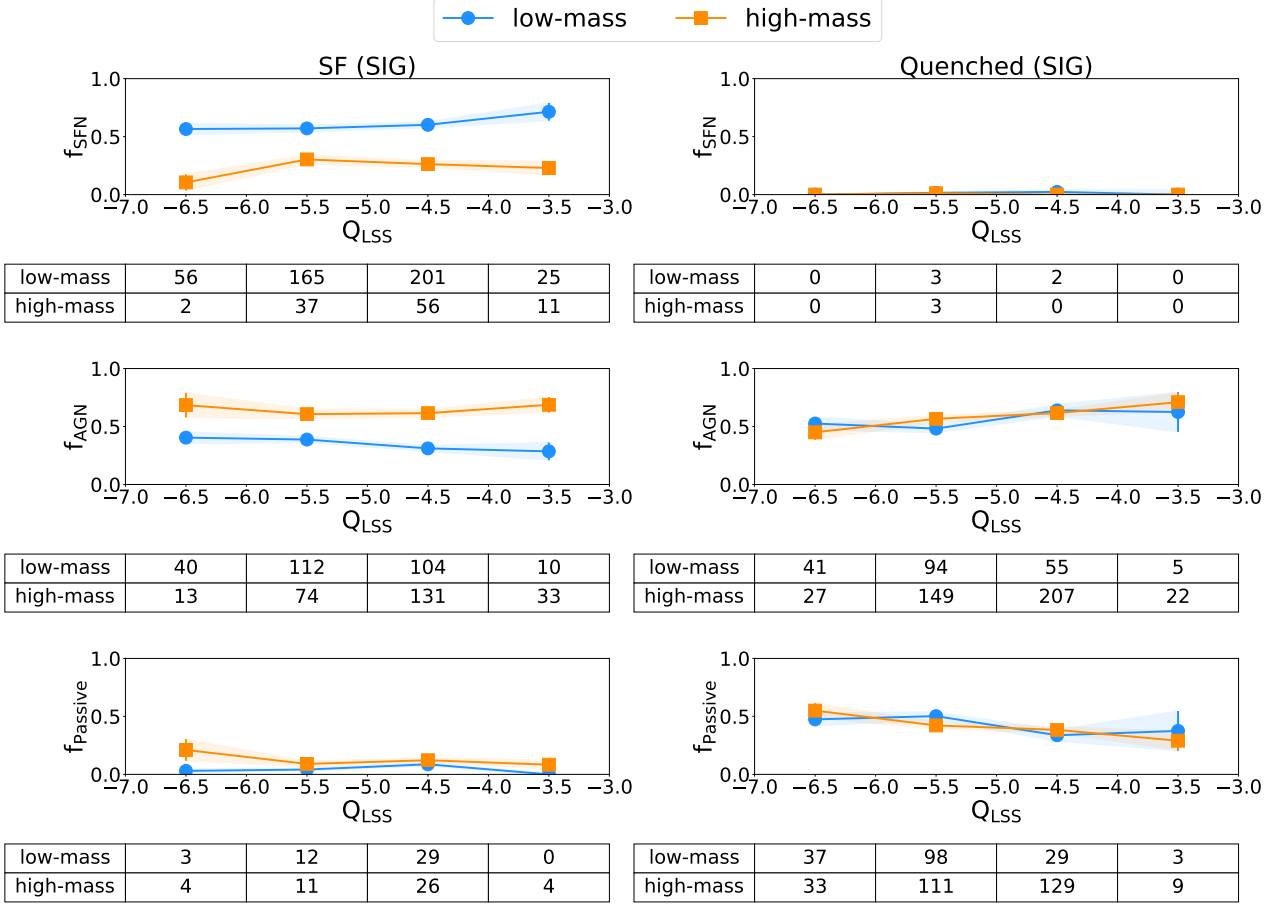 low-mass high-mass
SF (SIG)
1.0
0.5
0.0
f_SFN
−7.0 −6.5 −6.0 −5.5 −5.0 −4.5 −4.0 −3.5 −3.0
Q_LSS
low-mass 56 165 201 25
high-mass 2 37 56 11
Quenched (SIG)
1.0
0.5
0.0
f_SFN
−7.0 −6.5 −6.0 −5.5 −5.0 −4.5 −4.0 −3.5 −3.0
Q_LSS
low-mass 0 3 2 0
high-mass 0 3 0 0
1.0
0.5
0.0
f_AGN
−7.0 −6.5 −6.0 −5.5 −5.0 −4.5 −4.0 −3.5 −3.0
Q_LSS
low-mass 40 112 104 10
high-mass 13 74 131 33
1.0
0.5
0.0
f_AGN
−7.0 −6.5 −6.0 −5.5 −5.0 −4.5 −4.0 −3.5 −3.0
Q_LSS
low-mass 41 94 55 5
high-mass 27 149 207 22
1.0
0.5
0.0
f_Passive
−7.0 −6.5 −6.0 −5.5 −5.0 −4.5 −4.0 −3.5 −3.0
Q_LSS
low-mass 3 12 29 0
high-mass 4 11 26 4
1.0
0.5
0.0
f_Passive
−7.0 −6.5 −6.0 −5.5 −5.0 −4.5 −4.0 −3.5 −3.0
Q_LSS
low-mass 37 98 29 3
high-mass 33 111 129 9